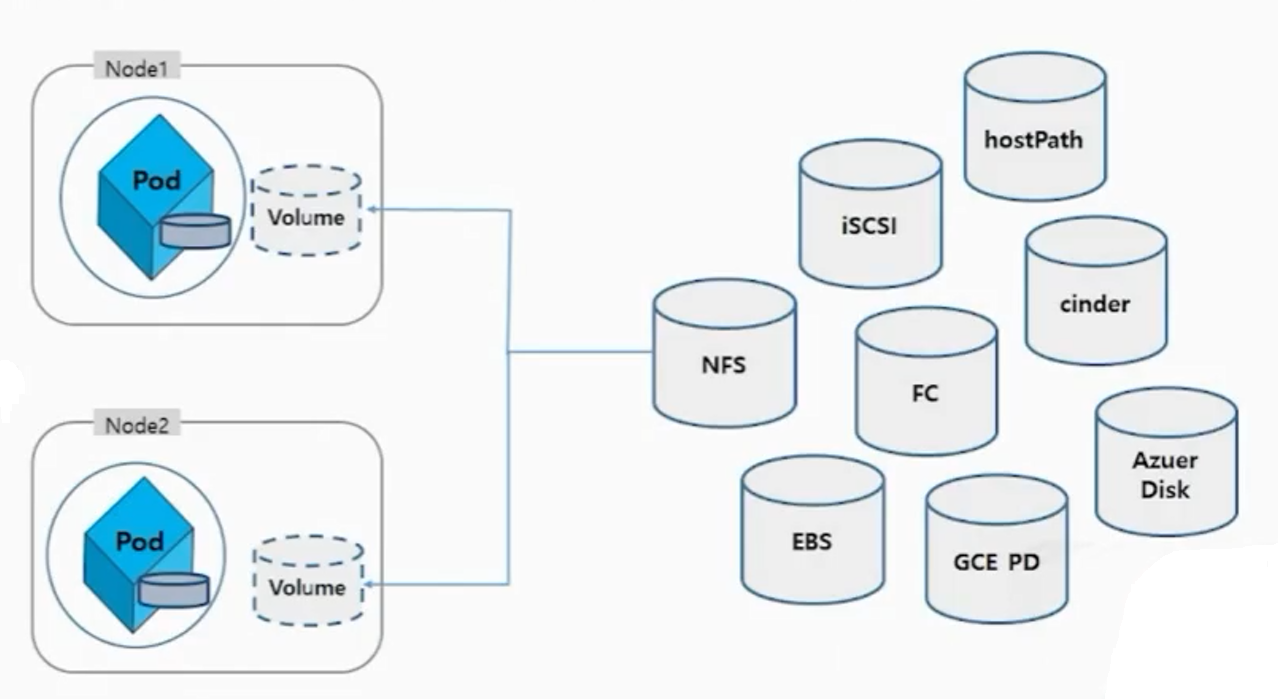 Node1
Pod
Volume
Node2
Pod
Volume
hostPath
iSCSI
cinder
NFS
FC
Azuer
Disk
EBS
GCE PD